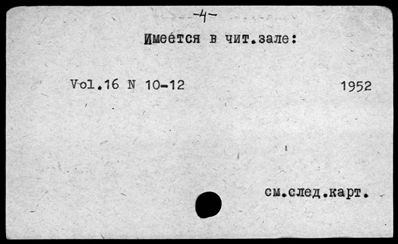 -4-
Имеется в чит.зале:
Vol.16 N 10-12 1952
см.след.карт.